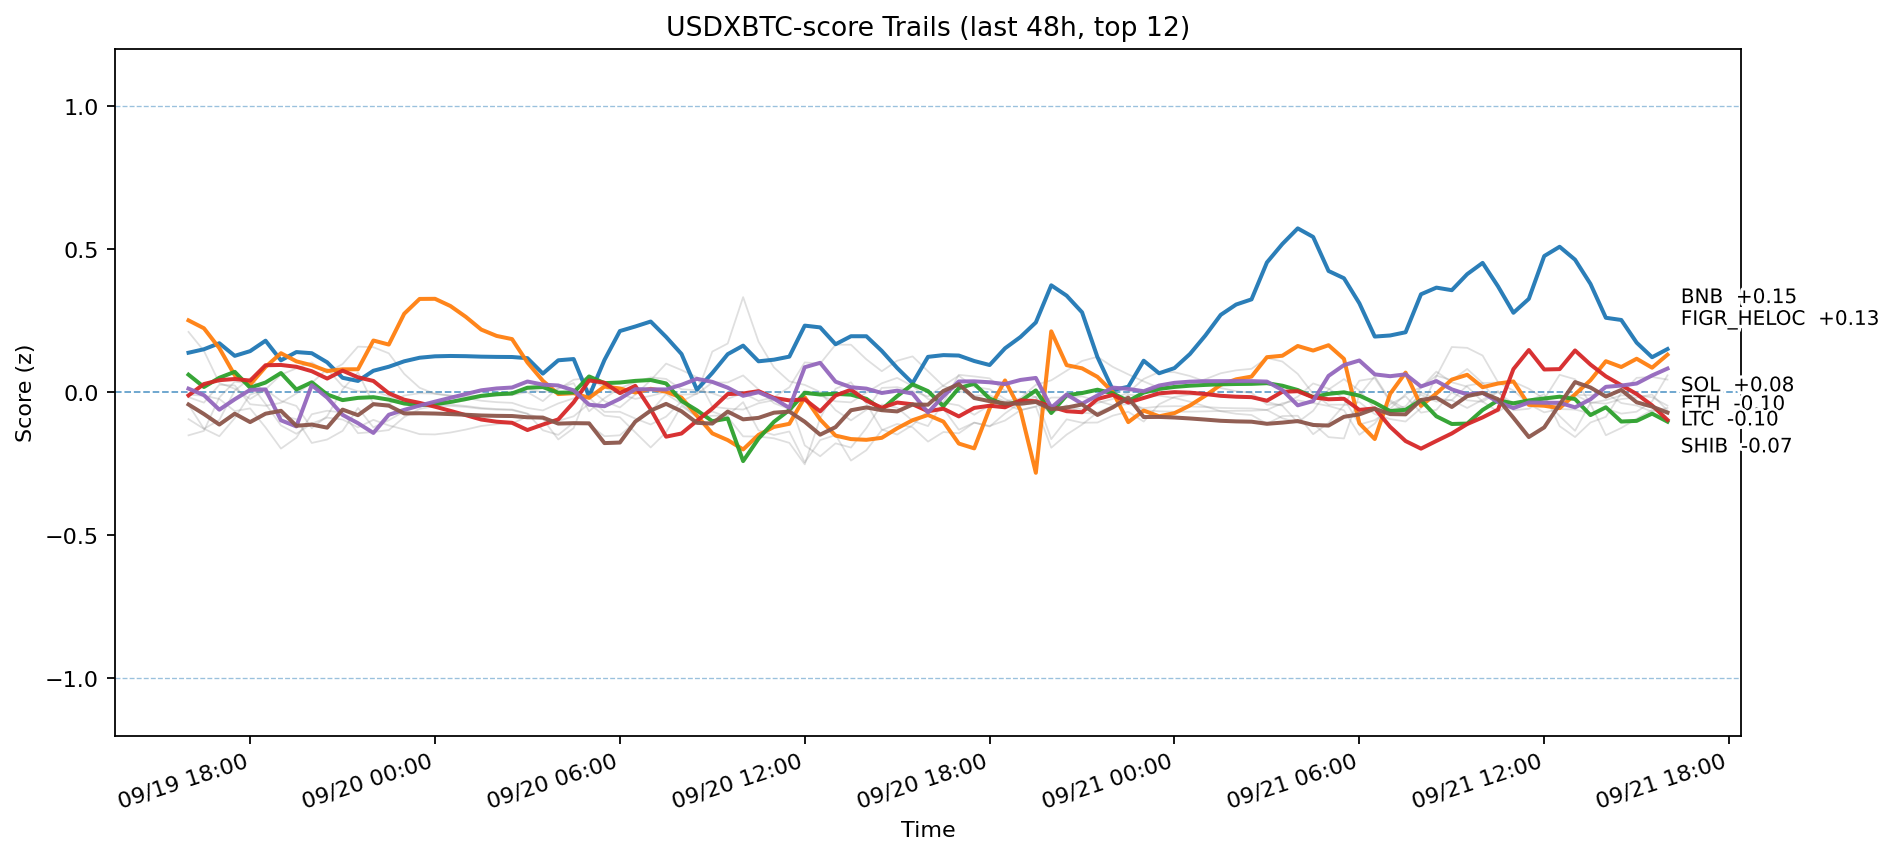 USDXBTC-score Trails (last 48h, top 12)
Score (z)
1.0
0.5
0.0
−0.5
−1.0
BNB +0.15
FIGR_HELOC +0.13
SOL +0.08
ETH -0.10
LTC -0.10
SHIB -0.07
09/19 18:00
09/20 00:00
09/20 06:00
09/20 12:00
09/20 18:00
09/21 00:00
09/21 06:00
09/21 12:00
09/21 18:00
Time